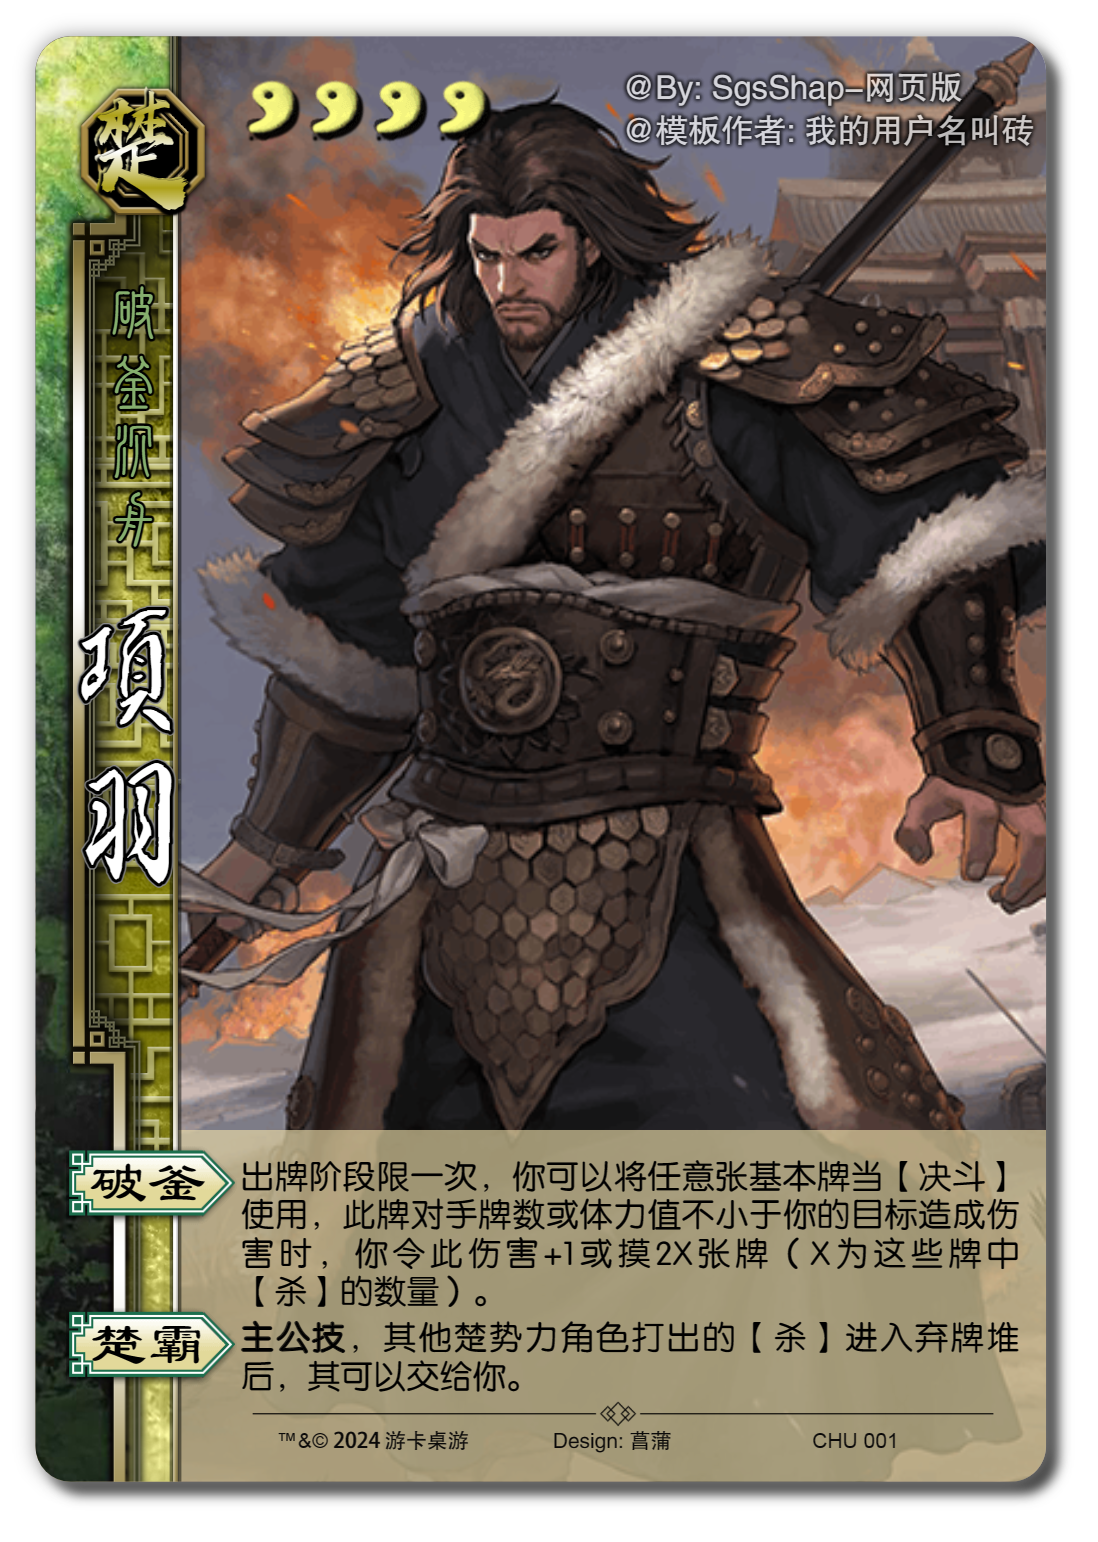 楚
@By: SgsShap-网页版
@模板作者: 我的用户名叫砖
破釜沉舟
項羽
破釜
出牌阶段限一次，你可以将任意张基本牌当【决斗】
使用，此牌对手牌数或体力值不小于你的目标造成伤
害时，你令此伤害+1或摸2X张牌（X为这些牌中
【杀】的数量）。
楚霸
主公技，其他楚势力角色打出的【杀】进入弃牌堆
后，其可以交给你。
™&© 2024 游卡桌游
Design: 菖蒲
CHU 001